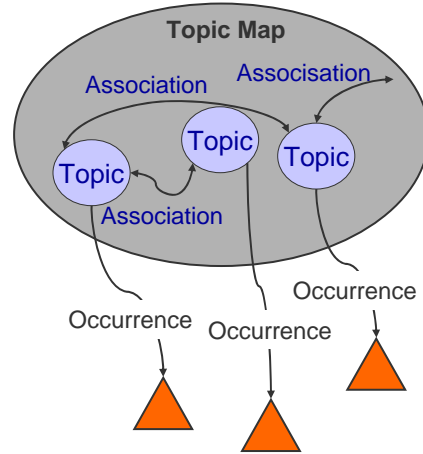 Topic Map
Associsation
Association
Topic
Topic
Topic
Association
Occurrence
Occurrence
Occurrence